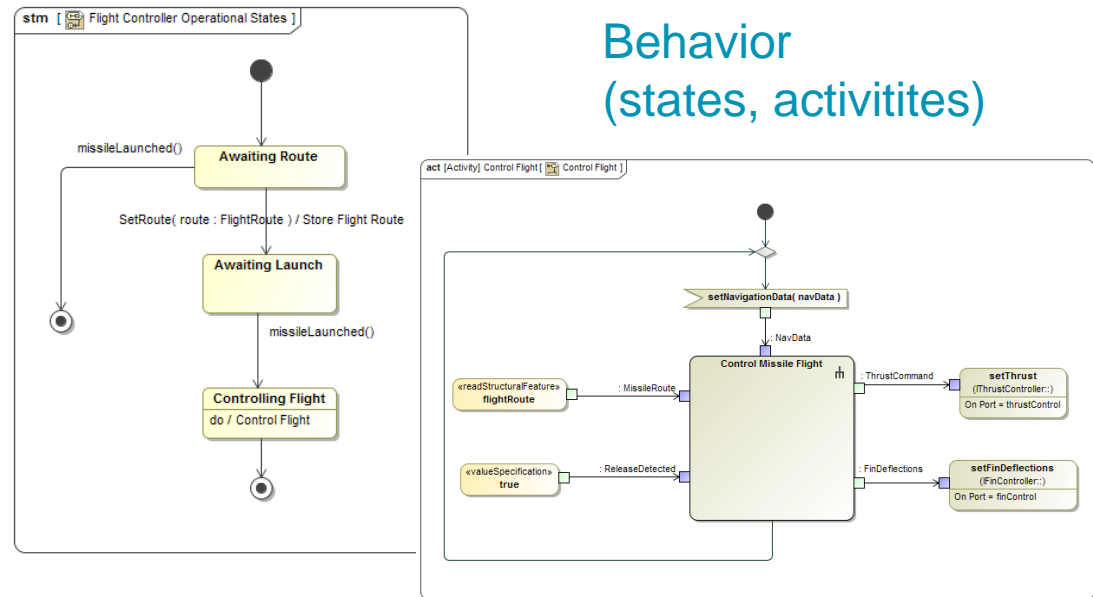 stm [ Flight Controller Operational States ]
Behavior
(states, activitites)
missileLaunched()
Awaiting Route
SetRoute( route : FlightRoute ) / Store Flight Route
Awaiting Launch
missileLaunched()
Controlling Flight
do / Control Flight
act [Activity] Control Flight [ Control Flight ]
setNavigationData( navData )
: NavData
Control Missile Flight
«readStructuralFeature»
flightRoute
: MissileRoute
: ThrustCommand
setThrust
(IThrustController::)
On Port = thrustControl
«valueSpecification»
true
: ReleaseDetected
: FinDeflections
setFinDeflections
(IFinController::)
On Port = finControl